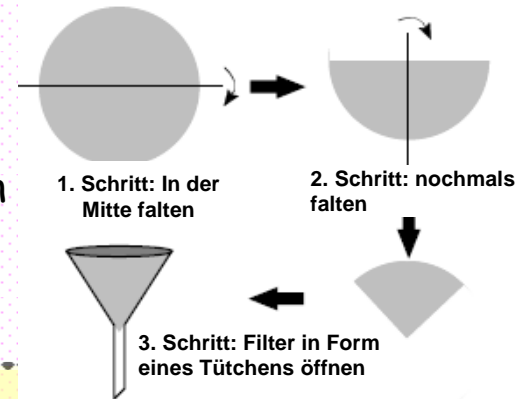 1. Schritt: In der
Mitte falten
2. Schritt: nochmals
falten
3. Schritt: Filter in Form
eines Tütchens öffnen